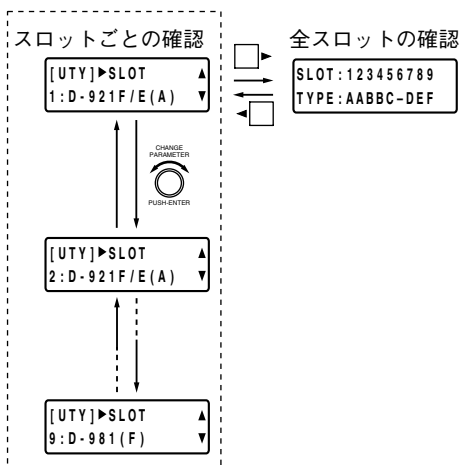 スロットごとの確認
[UTY]▶SLOT ▲
1:D-921F/E(A) ▼
CHANGE
PARAMETER
PUSH-ENTER
[UTY]▶SLOT ▲
2:D-921F/E(A) ▼
[UTY]▶SLOT ▲
9:D-981(F) ▼
全スロットの確認
SLOT:123456789
TYPE:AABBC-DEF